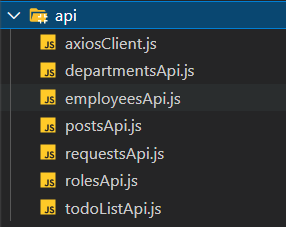 api
JS axiosClient.js
JS departmentsApi.js
JS employeesApi.js
JS postsApi.js
JS requestsApi.js
JS rolesApi.js
JS todoListApi.js